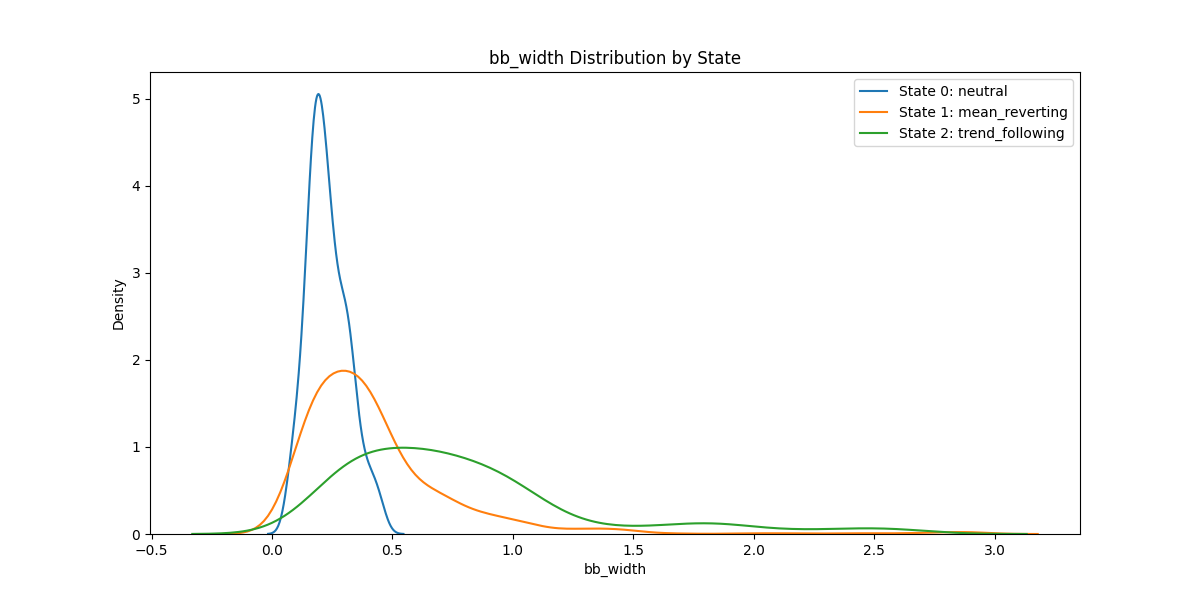 bb_width Distribution by State
State 0: neutral
State 1: mean_reverting
State 2: trend_following
Density
5
4
3
2
1
0
−0.5 0.0 0.5 1.0 1.5 2.0 2.5 3.0
bb_width